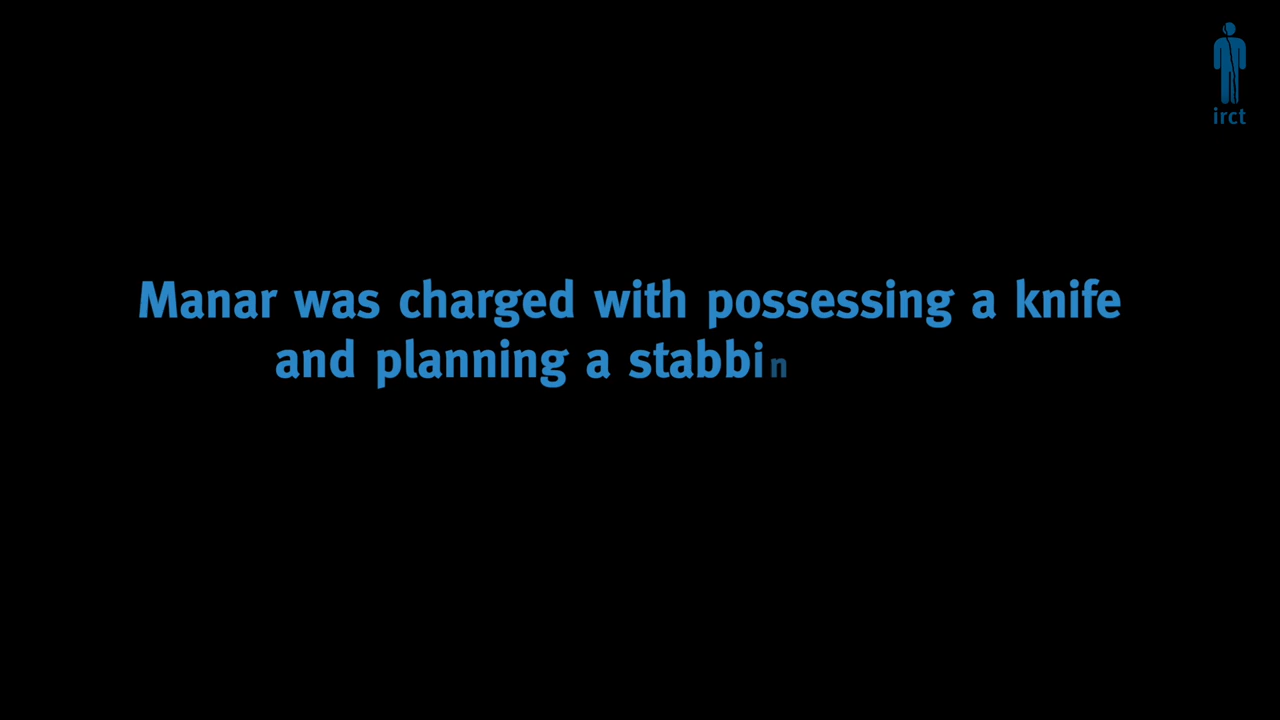 irct
Manar was charged with possessing a knife
and planning a stabbin